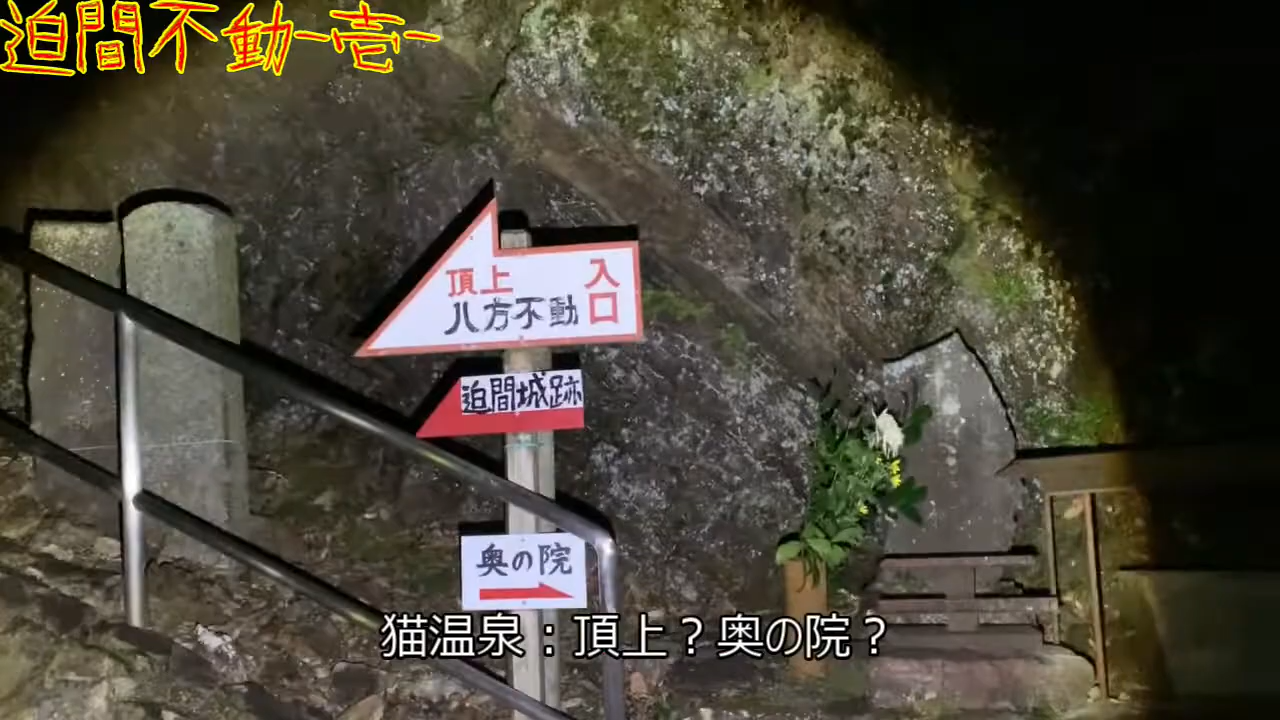 迫間不動-壱-
頂上
八方不動
入口
迫間城跡
奥の院
猫温泉：頂上？奥の院？